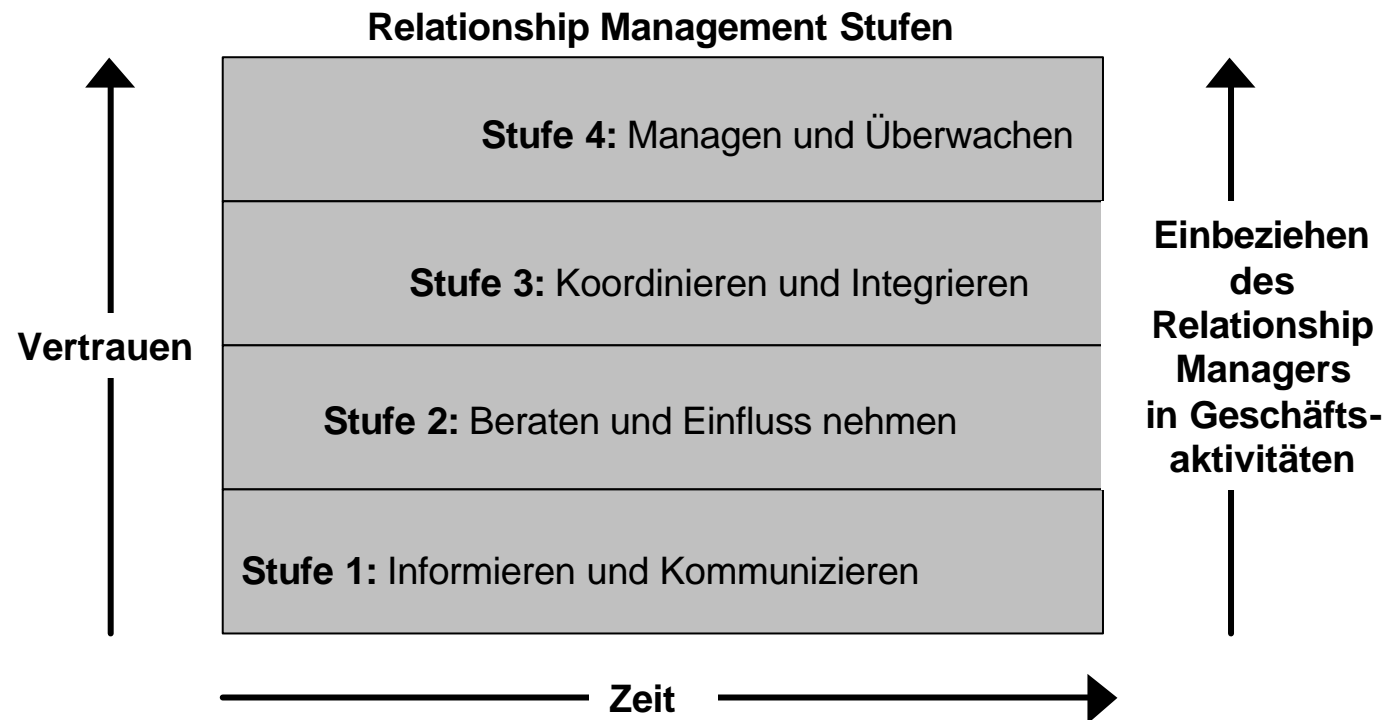 Relationship Management Stufen
Stufe 4: Managen und Überwachen
Stufe 3: Koordinieren und Integrieren
Stufe 2: Beraten und Einfluss nehmen
Stufe 1: Informieren und Kommunizieren
Vertrauen
Einbeziehen
des
Relationship
Managers
in Geschäfts-
aktivitäten
Zeit